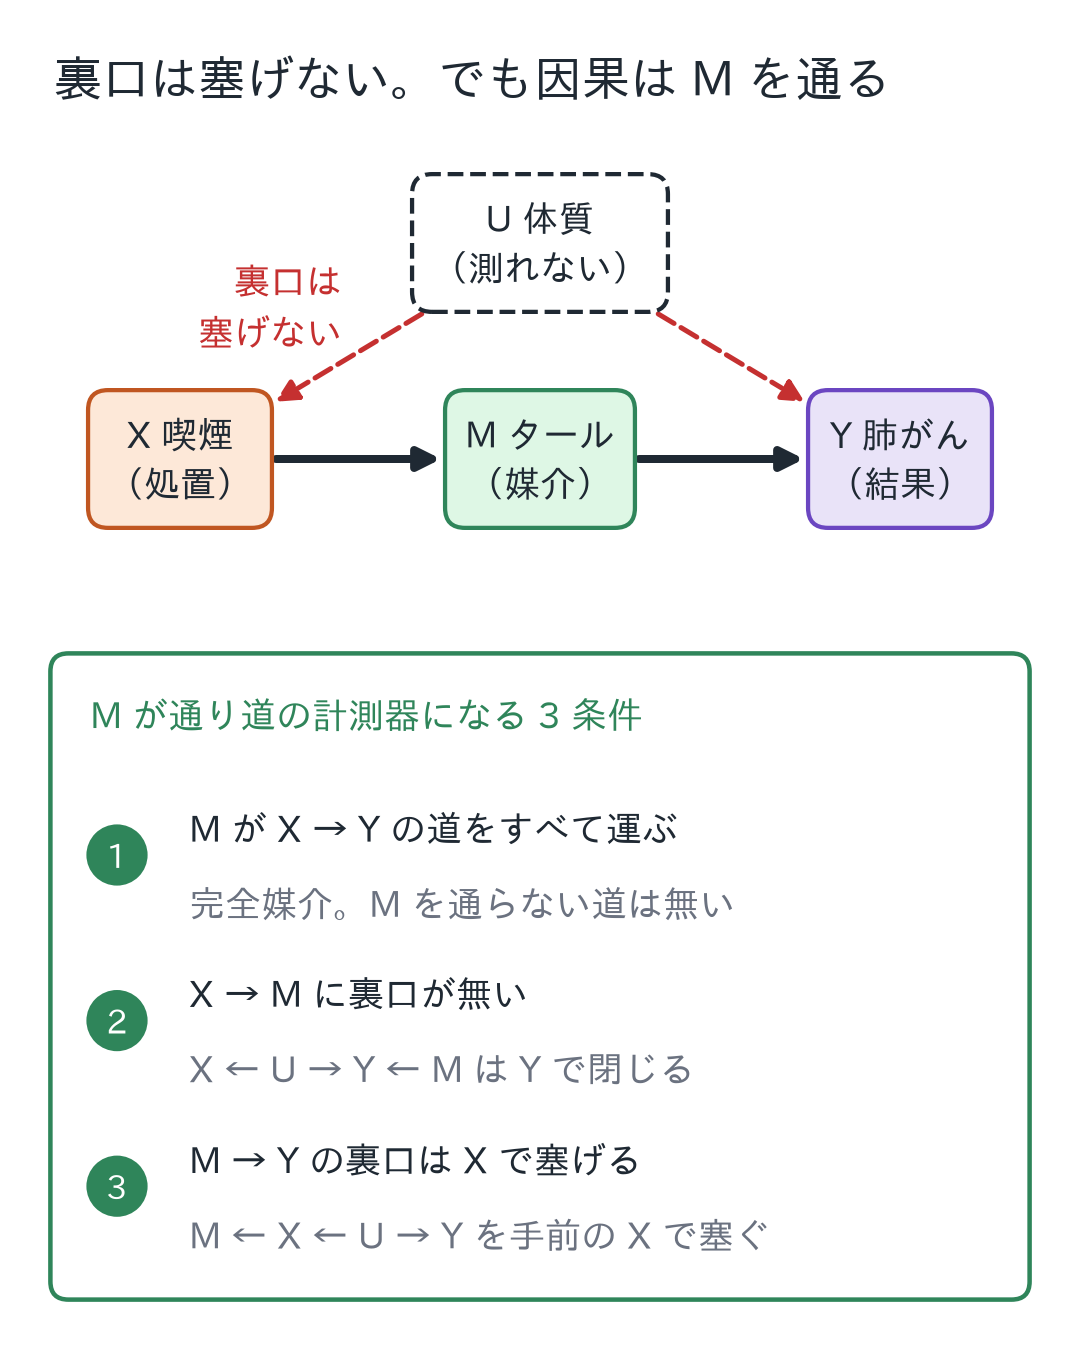 裏口は塞げない。でも因果は M を通る
U 体質
（測れない）
裏口は
塞げない
X 喫煙
（処置）
M タール
（媒介）
Y 肺がん
（結果）
M が通り道の計測器になる 3 条件
1
M が X → Y の道をすべて運ぶ
完全媒介。M を通らない道は無い
2
X → M に裏口が無い
X ← U → Y ← M は Y で閉じる
3
M → Y の裏口は X で塞げる
M ← X ← U → Y を手前の X で塞ぐ